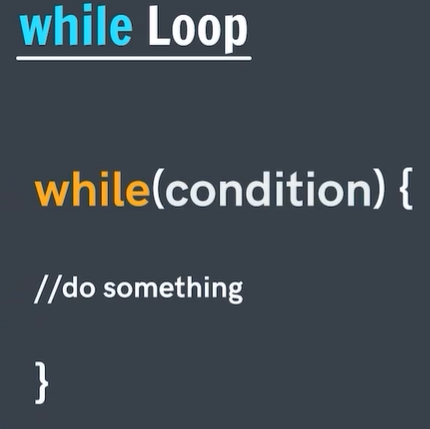 while Loop
while(condition) {
//do something
}